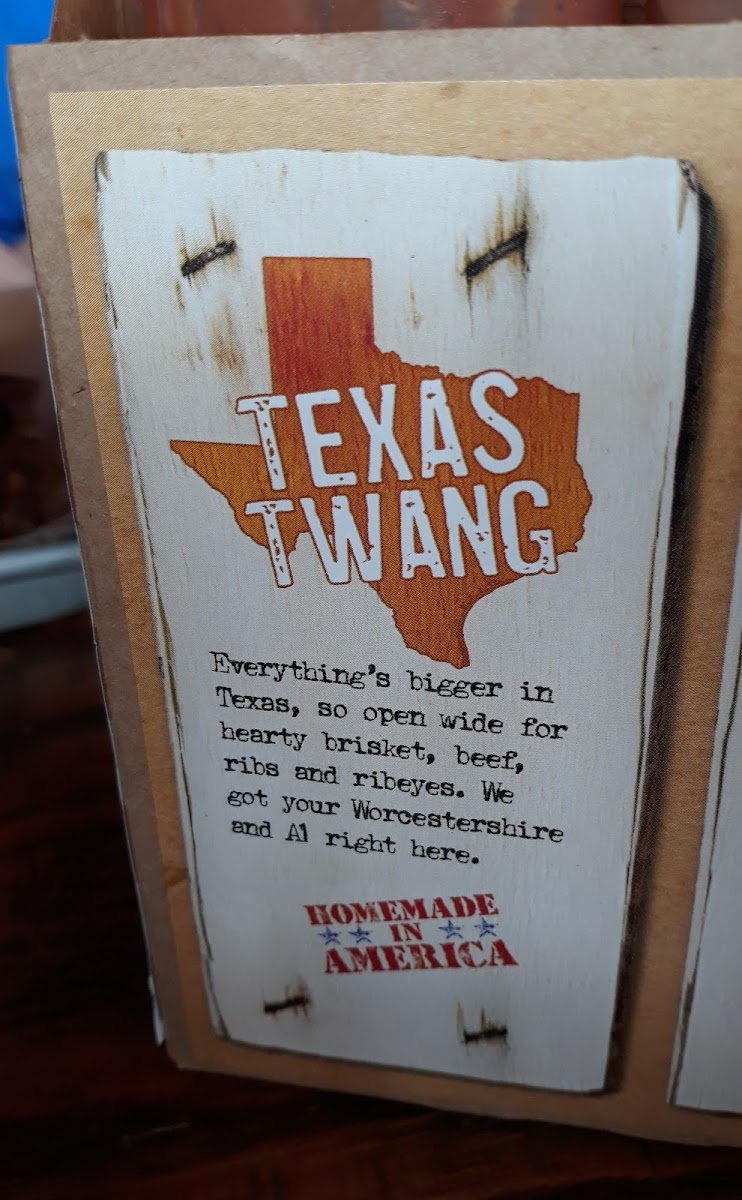 TEXAS
TWANG
Everything's bigger in
Texas, so open wide for
hearty brisket, beef,
ribs and ribeyes. We
got your Worcestershire
and A1 right here.
HOMEMADE
IN
AMERICA